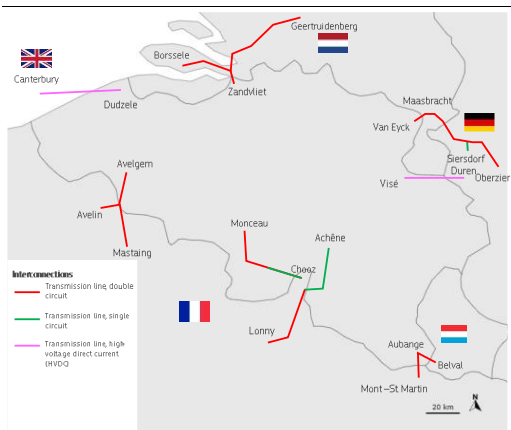 Geertruidenberg
Borssele
Canterbury
Zandvliet
Dudzele
Maasbracht
Van Eyck
Siersdorf
Duren
Oberzier
Avelgem
Visé
Avelin
Monceau
Achêne
Mastaing
Chooz
Interconnections
Transmission line, double
circuit
Transmission line, single
circuit
Transmission line, high-
voltage direct current
(HVDC)
Lonny
Aubange
Belval
Mont-St Martin
20 km
N